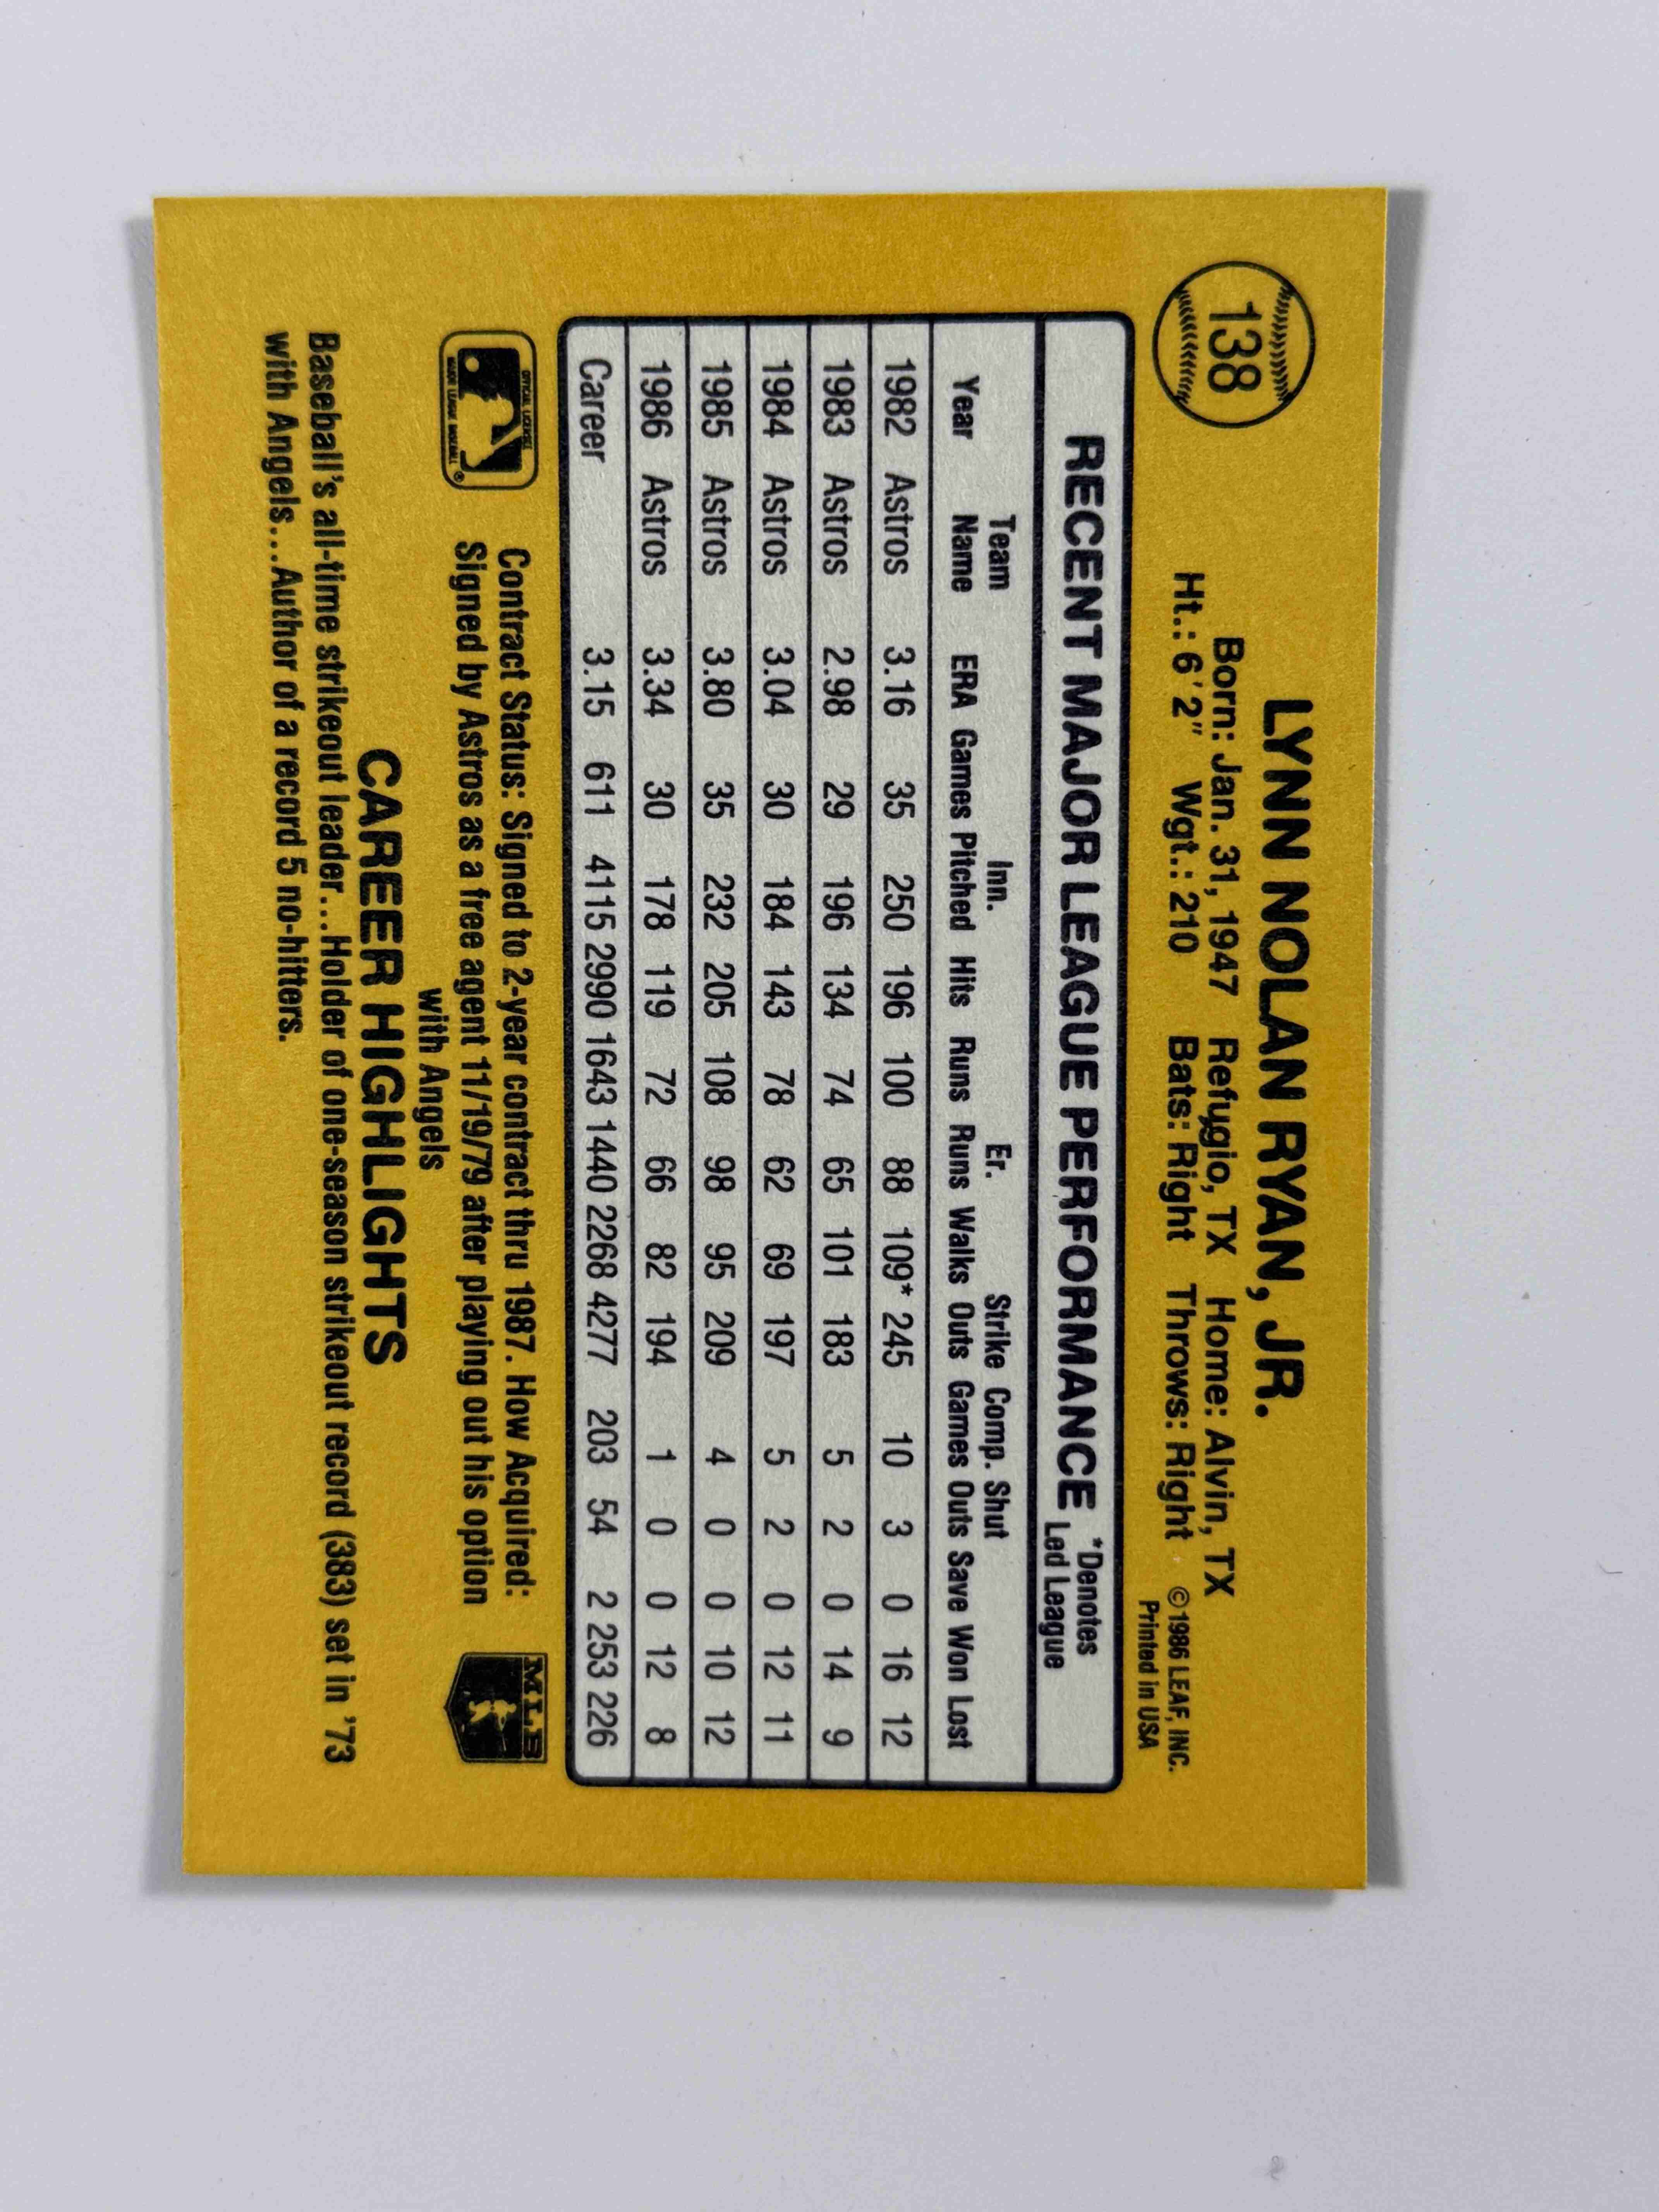 138
LYNN NOLAN RYAN, JR.
Born: Jan. 31, 1947 Refygio, TX Home: Alvin, TX
Ht.: 6'2" Wgt.: 210 Bats: Right Throws: Right
©1986 LEAF, INC.
Printed in USA
RECENT MAJOR LEAGUE PERFORMANCE *Denotes Led League
Team Inn. Er. Strike Comp. Shut
Year Name ERA Games Pitched Hits Runs Runs Walks Outs Games Outs Save Won Lost
1982 Astros 3.16 35 250 196 100 88 109* 245 10 3 0 16 12
1983 Astros 2.98 29 196 134 74 65 101 183 5 2 0 14 9
1984 Astros 3.04 30 184 143 78 62 69 197 5 2 0 12 11
1985 Astros 3.80 35 232 205 108 98 95 209 4 0 0 10 12
1986 Astros 3.34 30 178 119 72 66 82 194 1 0 0 12 8
Career 3.15 611 4115 2990 1643 1440 2268 4277 203 54 2 253 226
OFFICIAL LICENSEE
MAJOR LEAGUE BASEBALL ®
Contract Status: Signed to 2-year contract thru 1987. How Acquired:
Signed by Astros as a free agent 11/19/79 after playing out his option
with Angels
MLB
CAREER HIGHLIGHTS
Baseball's all-time strikeout leader...Holder of one-season strikeout record (383) set in '73
with Angels...Author of a record 5 no-hitters.